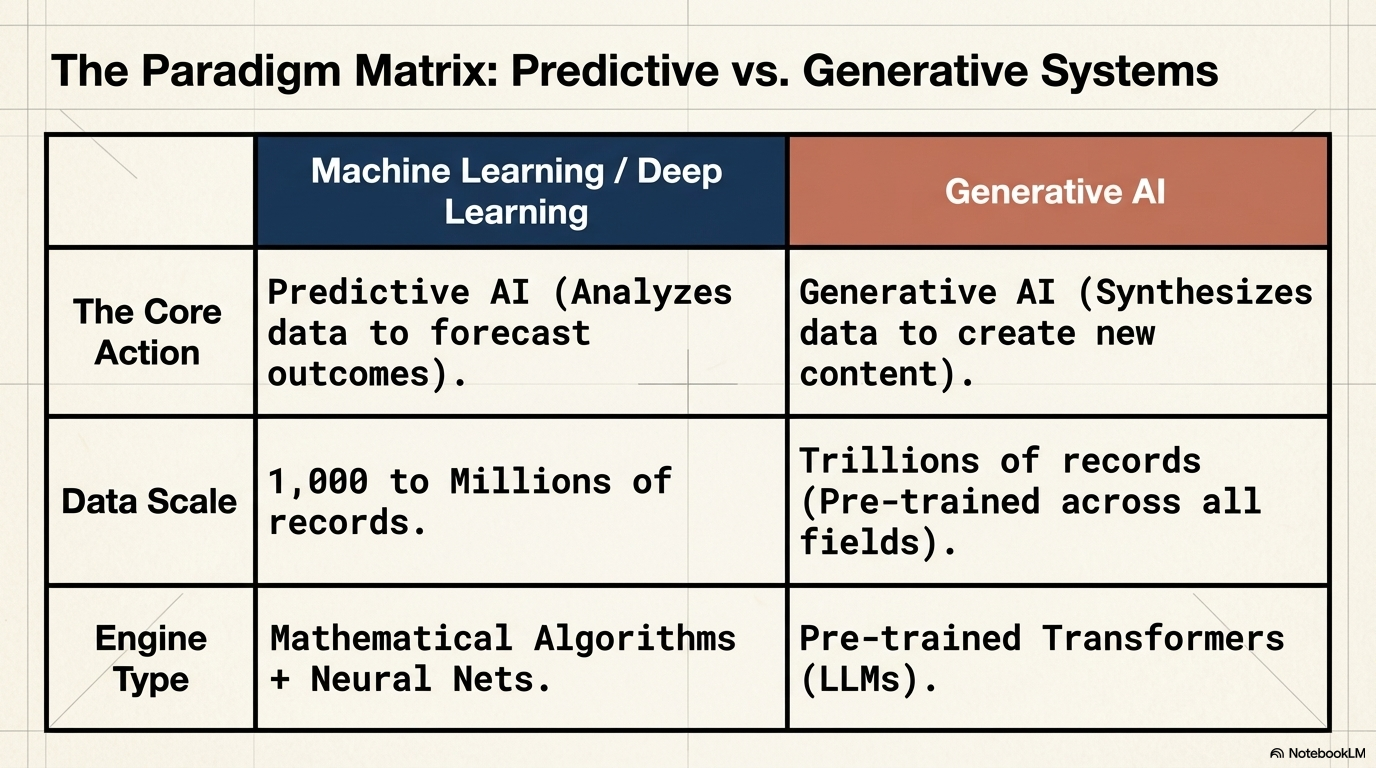 The Paradigm Matrix: Predictive vs. Generative Systems
Machine Learning / Deep
Learning
Generative AI
The Core
Action
Predictive AI (Analyzes
data to forecast
outcomes).
Generative AI (Synthesizes
data to create new
content).
Data Scale
1,000 to Millions of
records.
Trillions of records
(Pre-trained across all
fields).
Engine
Type
Mathematical Algorithms
+ Neural Nets.
Pre-trained Transformers
(LLMs).
NotebookLM